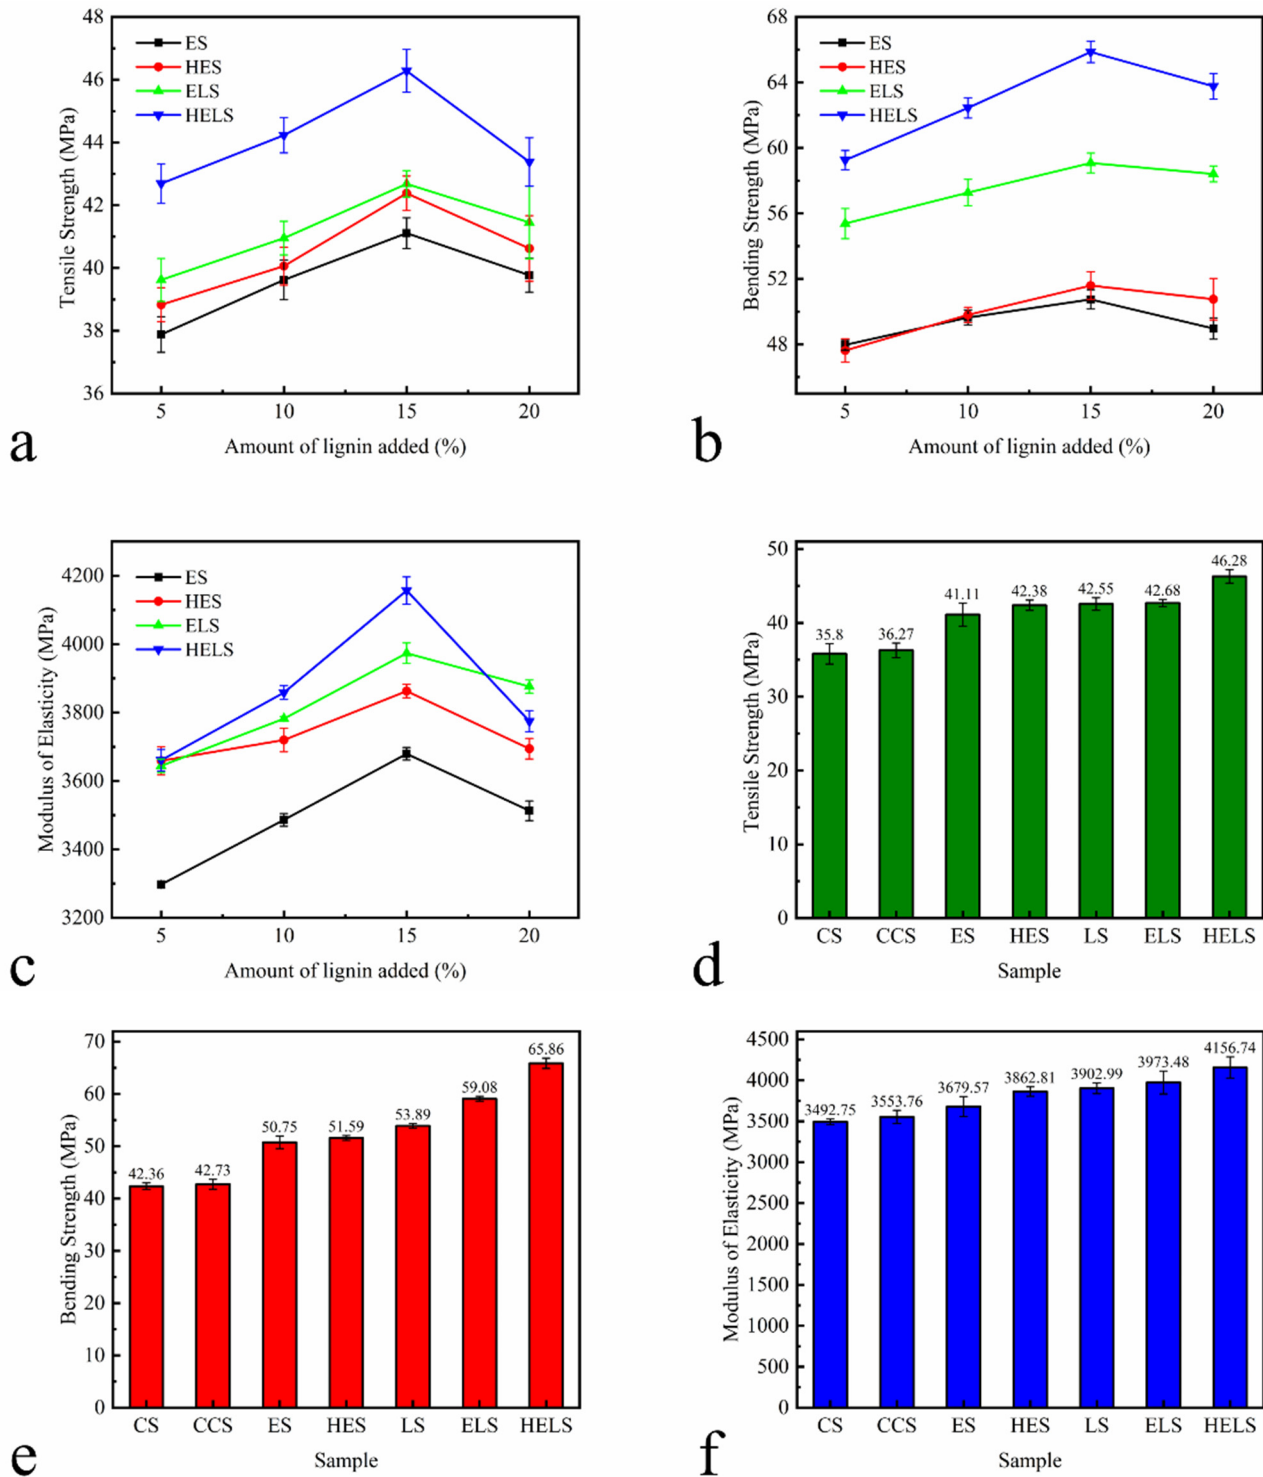 48
46
44
42
40
38
36
Tensile Strength (MPa)
ES
HES
ELS
HELS
5 10 15 20
Amount of lignin added (%)
a
68
64
60
56
52
48
Bending Strength (MPa)
ES
HES
ELS
HELS
5 10 15 20
Amount of lignin added (%)
b
4200
4000
3800
3600
3400
3200
Modulus of Elasticity (MPa)
ES
HES
ELS
HELS
5 10 15 20
Amount of lignin added (%)
c
50
40
30
20
10
0
Tensile Strength (MPa)
35.8 36.27 41.11 42.38 42.55 42.68 46.28
CS CCS ES HES LS ELS HELS
Sample
d
70
60
50
40
30
20
10
0
Bending Strength (MPa)
42.36 42.73 50.75 51.59 53.89 59.08 65.86
CS CCS ES HES LS ELS HELS
Sample
e
4500
4000
3500
3000
2500
2000
1500
1000
500
0
Modulus of Elasticity (MPa)
3492.75 3553.76 3679.57 3862.81 3902.99 3973.48 4156.74
CS CCS ES HES LS ELS HELS
Sample
f